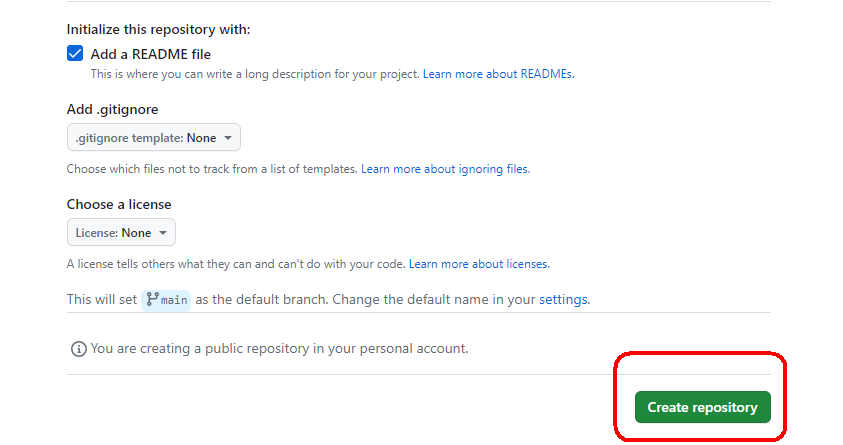 Initialize this repository with:
Add a README file
This is where you can write a long description for your project. Learn more about READMEs.
Add .gitignore
.gitignore template: None
Choose which files not to track from a list of templates. Learn more about ignoring files.
Choose a license
License: None
A license tells others what they can and can't do with your code. Learn more about licenses.
This will set main as the default branch. Change the default name in your settings.
You are creating a public repository in your personal account.
Create repository